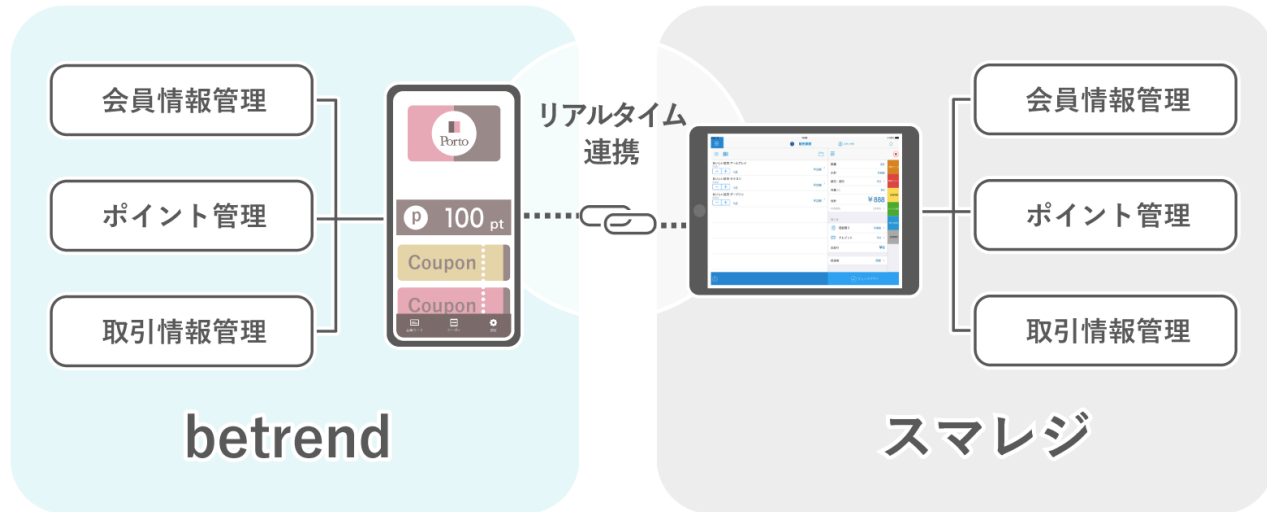 会員情報管理
ポイント管理
取引情報管理
betrend
Porto
P 100 pt
Coupon
Coupon
リアルタイム
連携
¥888
会員情報管理
ポイント管理
取引情報管理
スマレジ